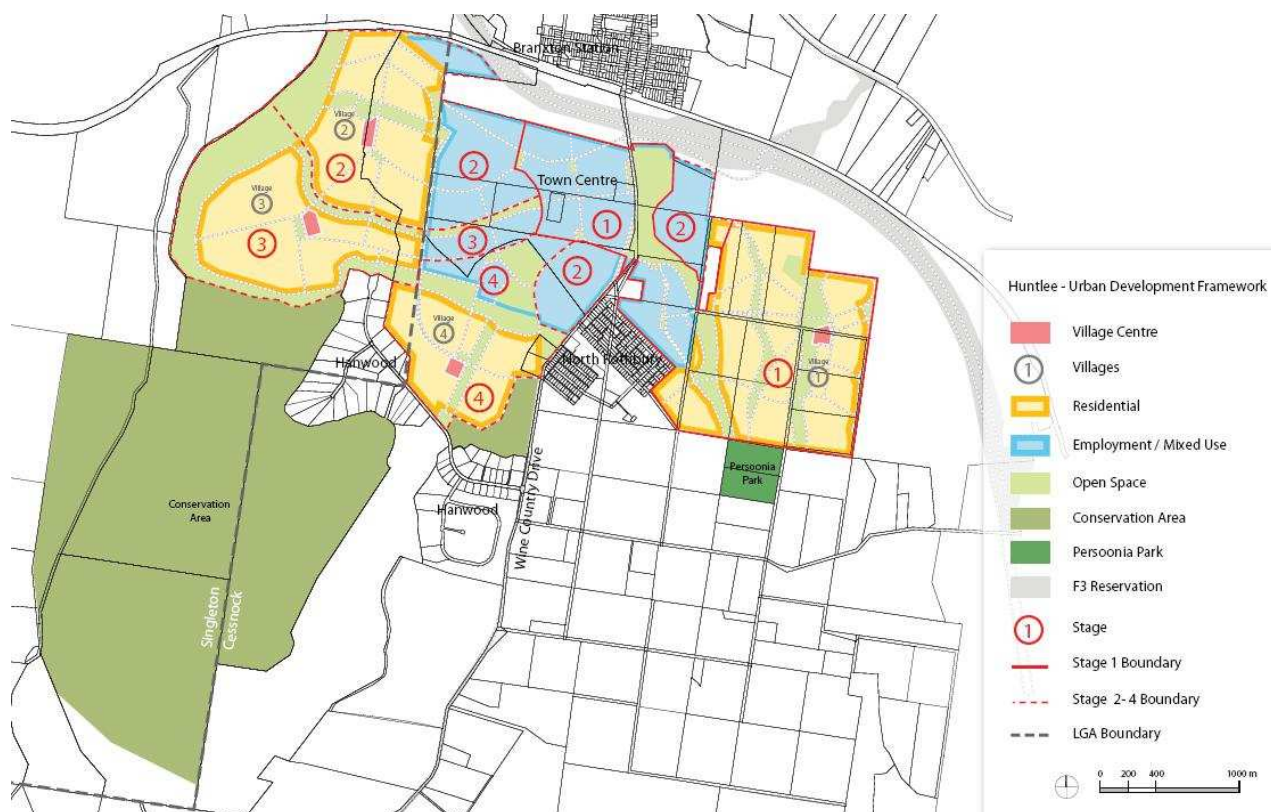 Branxton Station
Village
2
2
2
Town Centre
Village
3
3
1
2
3
2
4
Village
4
4
North Rothbury
1
Village
1
Hanwood
Hanwood
Persoonia
Park
Wine Country Drive
Conservation
Area
Singleton
Cessnock
Huntlee - Urban Development Framework
Village Centre
1
Villages
Residential
Employment / Mixed Use
Open Space
Conservation Area
Persoonia Park
F3 Reservation
1
Stage
Stage 1 Boundary
Stage 2- 4 Boundary
LGA Boundary
0 200 400 1000 m